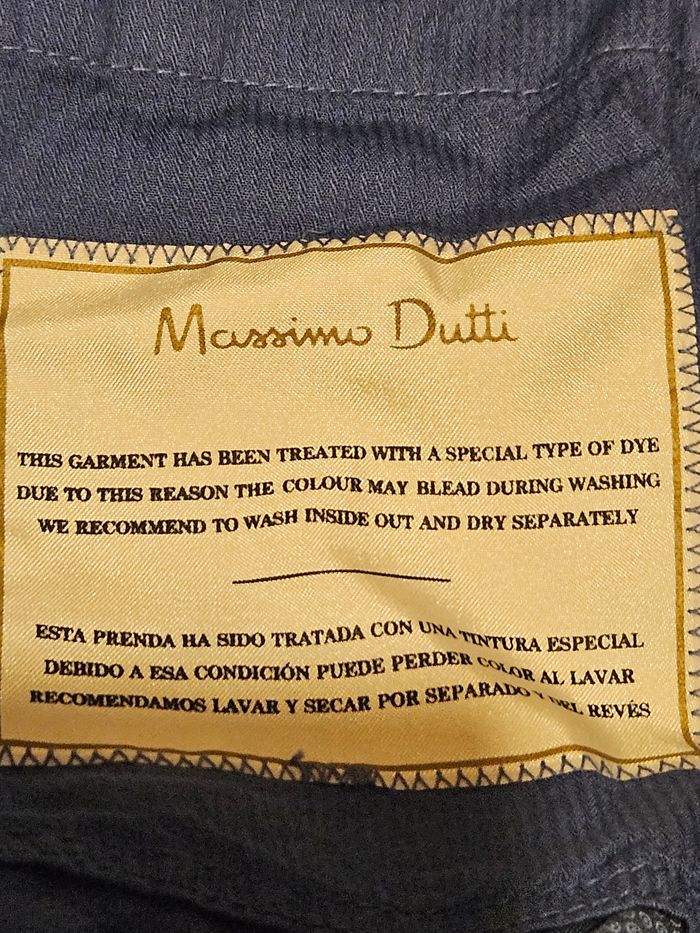 Massimo Dutti
THIS GARMENT HAS BEEN TREATED WITH A SPECIAL TYPE OF DYE
DUE TO THIS REASON THE COLOUR MAY BLEAD DURING WASHING
WE RECOMMEND TO WASH INSIDE OUT AND DRY SEPARATELY
ESTA PRENDA HA SIDO TRATADA CON UNA TINTURA ESPECIAL
DEBIDO A ESA CONDICIÓN PUEDE PERDER COLOR AL LAVAR
RECOMENDAMOS LAVAR Y SECAR POR SEPARADO Y DEL REVÉS